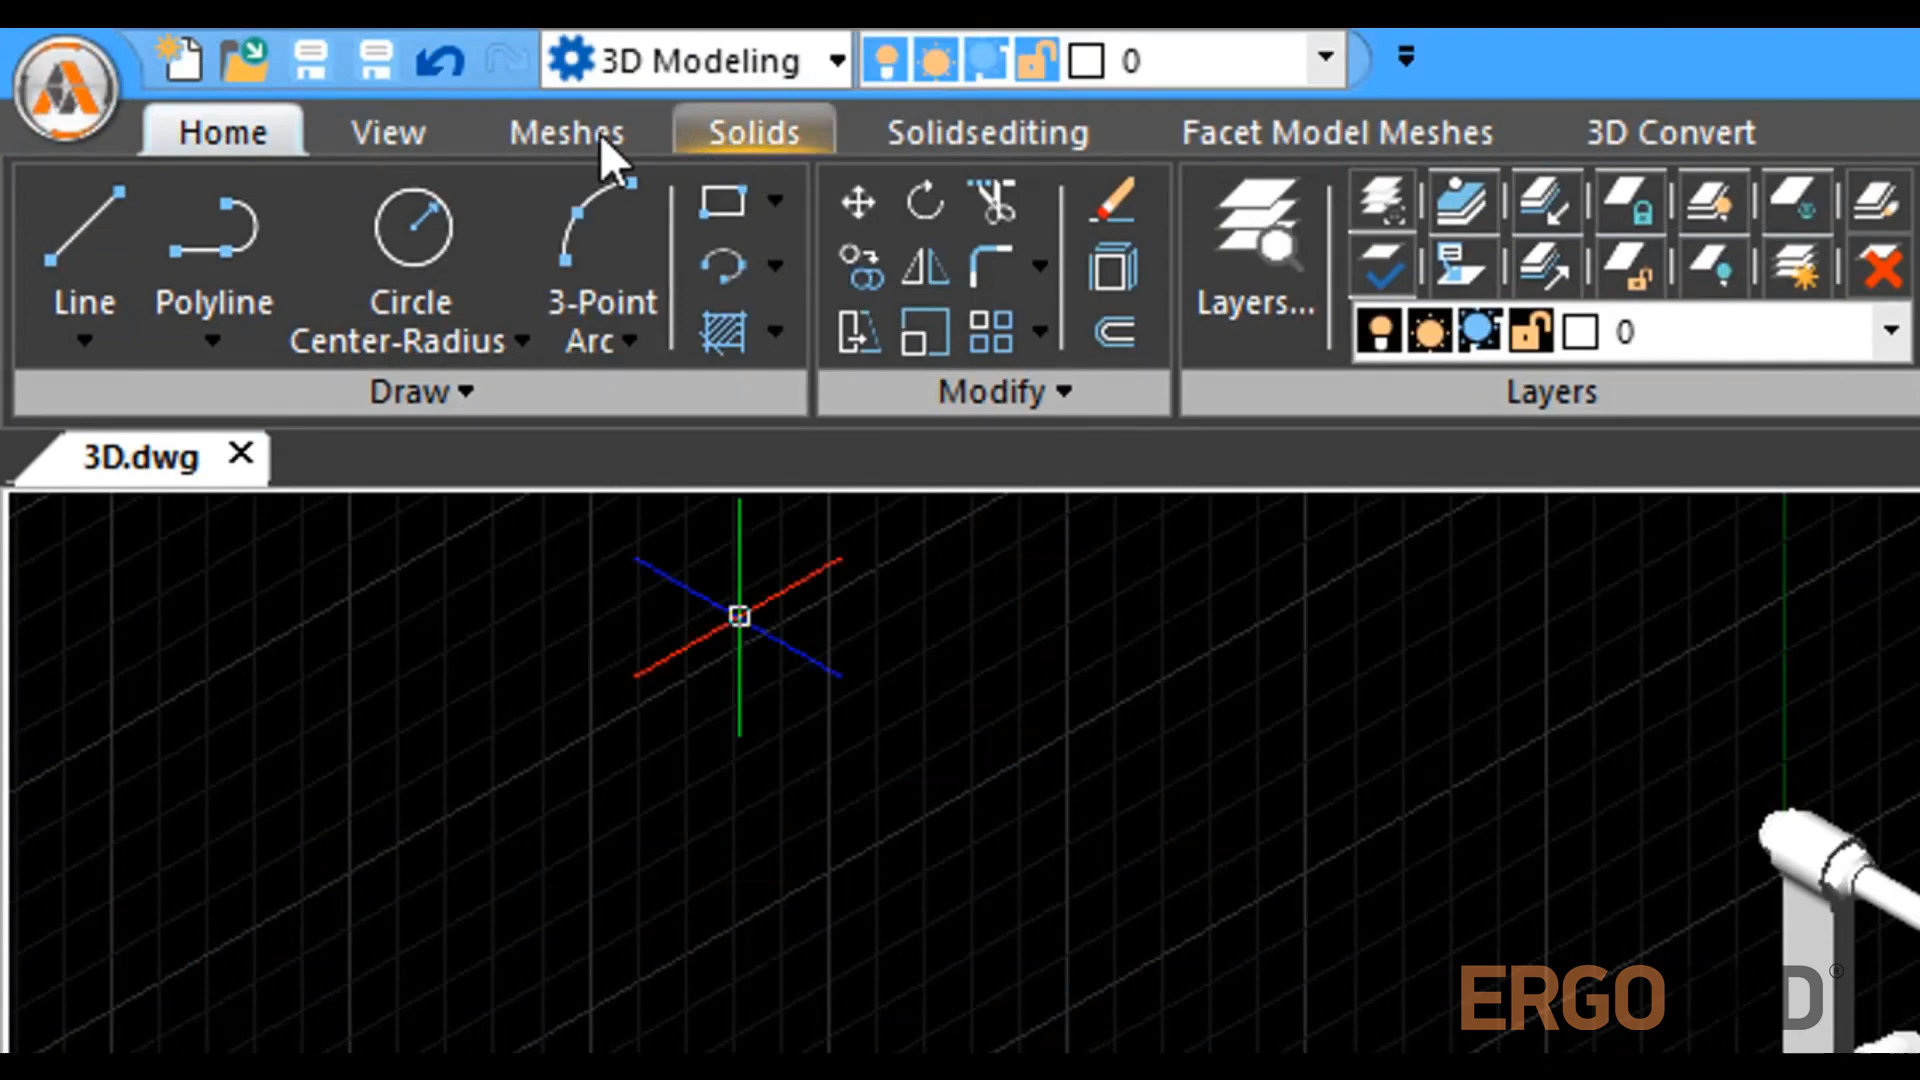 3D Modeling 0
Home View Meshes Solids Solidsediting Facet Model Meshes 3D Convert
Line Polyline Circle Center-Radius 3-Point Arc Layers...
0
Draw Modify Layers
3D.dwg
ERGO D®